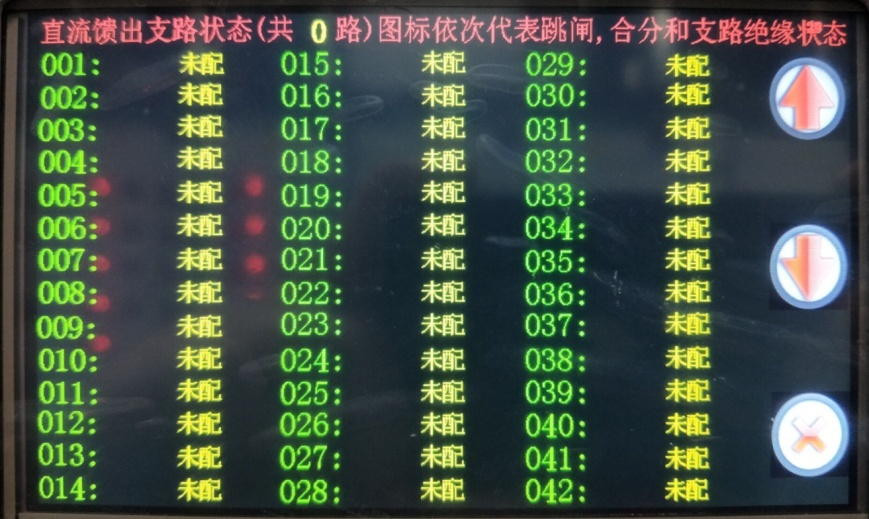 直流馈出支路状态(共 0 路)图标依次代表跳闸,合分和支路绝缘状态
001: 未配 015: 未配 029: 未配
002: 未配 016: 未配 030: 未配
003: 未配 017: 未配 031: 未配
004: 未配 018: 未配 032: 未配
005: 未配 019: 未配 033: 未配
006: 未配 020: 未配 034: 未配
007: 未配 021: 未配 035: 未配
008: 未配 022: 未配 036: 未配
009: 未配 023: 未配 037: 未配
010: 未配 024: 未配 038: 未配
011: 未配 025: 未配 039: 未配
012: 未配 026: 未配 040: 未配
013: 未配 027: 未配 041: 未配
014: 未配 028: 未配 042: 未配